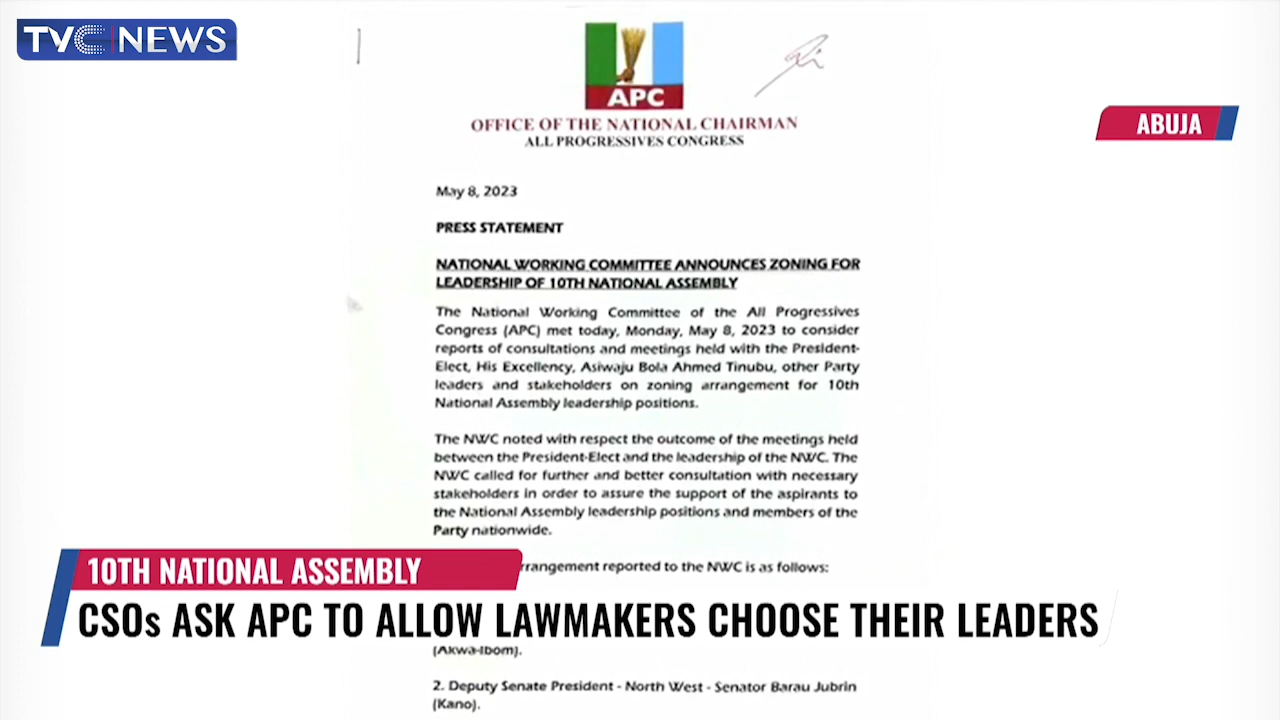 TVC NEWS
APC
OFFICE OF THE NATIONAL CHAIRMAN
ALL PROGRESSIVES CONGRESS
ABUJA
May 8, 2023
PRESS STATEMENT
NATIONAL WORKING COMMITTEE ANNOUNCES ZONING FOR
LEADERSHIP OF 10TH NATIONAL ASSEMBLY
The National Working Committee of the All Progressives
Congress (APC) met today, Monday, May 8, 2023 to consider
reports of consultations and meetings held with the President-
Elect, His Excellency, Asiwaju Bola Ahmed Tinubu, other Party
leaders and stakeholders on zoning arrangement for 10th
National Assembly leadership positions.
The NWC noted with respect the outcome of the meetings held
between the President-Elect and the leadership of the NWC. The
NWC called for further and better consultation with necessary
stakeholders in order to assure the support of the aspirants to
the National Assembly leadership positions and members of the
Party nationwide.
rrangement reported to the NWC is as follows:
10TH NATIONAL ASSEMBLY
CSOs ASK APC TO ALLOW LAWMAKERS CHOOSE THEIR LEADERS
(Akwa-Ibom).
2. Deputy Senate President - North West - Senator Barau Jubrin
(Kano).